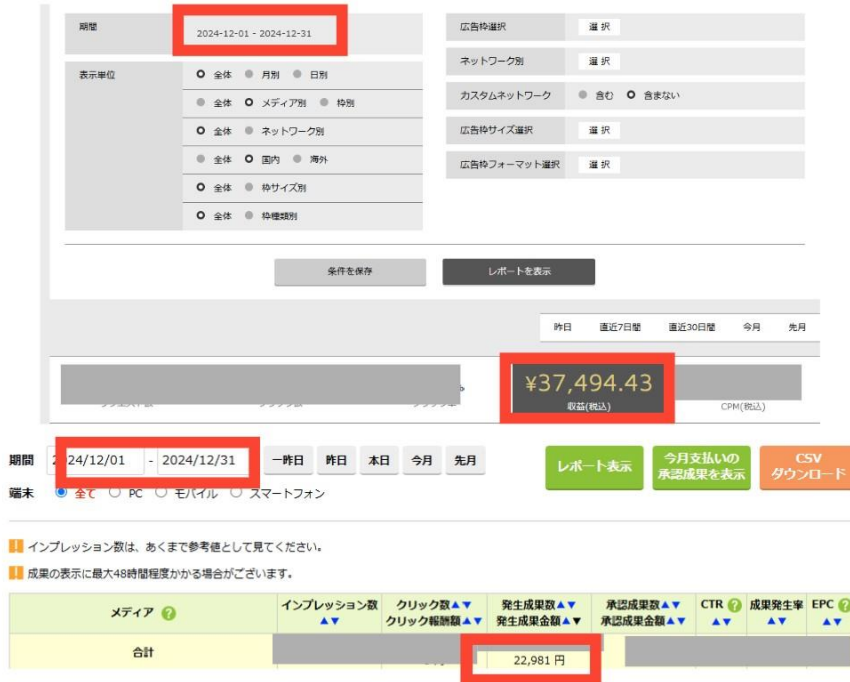 期間 2024-12-01 - 2024-12-31
表示単位 全体 月別 日別
全体 メディア別 枠別
全体 ネットワーク別
全体 国内 海外
全体 枠サイズ別
全体 枠種類別
広告枠選択 選択
ネットワーク別 選択
カスタムネットワーク 含む 含まない
広告枠サイズ選択 選択
広告枠フォーマット選択 選択
条件を保存 レポートを表示
昨日 直近7日間 直近30日間 今月 先月
¥37,494.43
収益(税込) CPM(税込)
期間 2024/12/01 - 2024/12/31 一昨日 昨日 本日 今月 先月
レポート表示
今月支払いの
承認成果を表示
CSV
ダウンロード
端末 全て PC モバイル スマートフォン
インプレッション数は、あくまで参考値として見てください。
成果の表示に最大48時間程度かかる場合がございます。
メディア ? インプレッション数▲▼ クリック数▲▼ 発生成果数▲▼ 承認成果数▲▼ CTR ? 成果発生率 EPC ?
クリック報酬額▲▼ 発生成果金額▲▼ 承認成果金額▲▼ ▲▼ ▲▼ ▲▼
合計 22,981 円